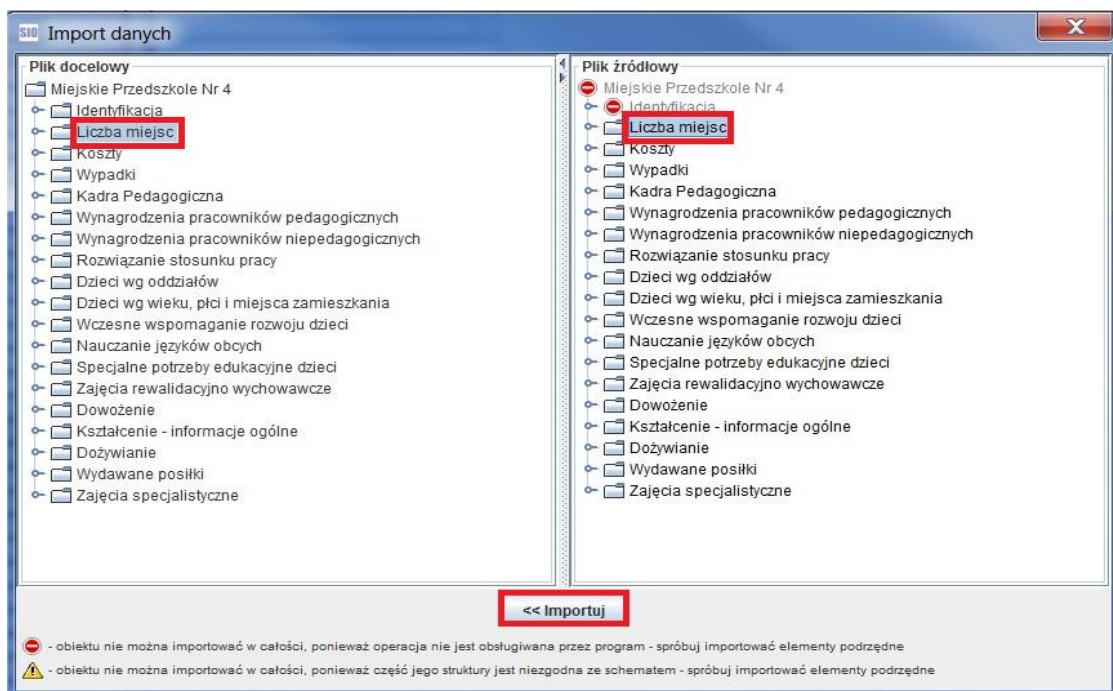 SIO Import danych
X
Plik docelowy
Miejskie Przedszkole Nr 4
Identyfikacja
Liczba miejsc
Koszty
Wypadki
Kadra Pedagogiczna
Wynagrodzenia pracowników pedagogicznych
Wynagrodzenia pracowników niepedagogicznych
Rozwiązanie stosunku pracy
Dzieci wg oddziałów
Dzieci wg wieku, płci i miejsca zamieszkania
Wczesne wspomaganie rozwoju dzieci
Nauczanie języków obcych
Specjalne potrzeby edukacyjne dzieci
Zajęcia rewalidacyjno wychowawcze
Dowożenie
Kształcenie - informacje ogólne
Dożywianie
Wydawane posiłki
Zajęcia specjalistyczne
Plik źródłowy
Miejskie Przedszkole Nr 4
Identyfikacja
Liczba miejsc
Koszty
Wypadki
Kadra Pedagogiczna
Wynagrodzenia pracowników pedagogicznych
Wynagrodzenia pracowników niepedagogicznych
Rozwiązanie stosunku pracy
Dzieci wg oddziałów
Dzieci wg wieku, płci i miejsca zamieszkania
Wczesne wspomaganie rozwoju dzieci
Nauczanie języków obcych
Specjalne potrzeby edukacyjne dzieci
Zajęcia rewalidacyjno wychowawcze
Dowożenie
Kształcenie - informacje ogólne
Dożywianie
Wydawane posiłki
Zajęcia specjalistyczne
<< Importuj
- obiektu nie można importować w całości, ponieważ operacja nie jest obsługiwana przez program - spróbuj importować elementy podrzędne
- obiektu nie można importować w całości, ponieważ część jego struktury jest niezgodna ze schematem - spróbuj importować elementy podrzędne